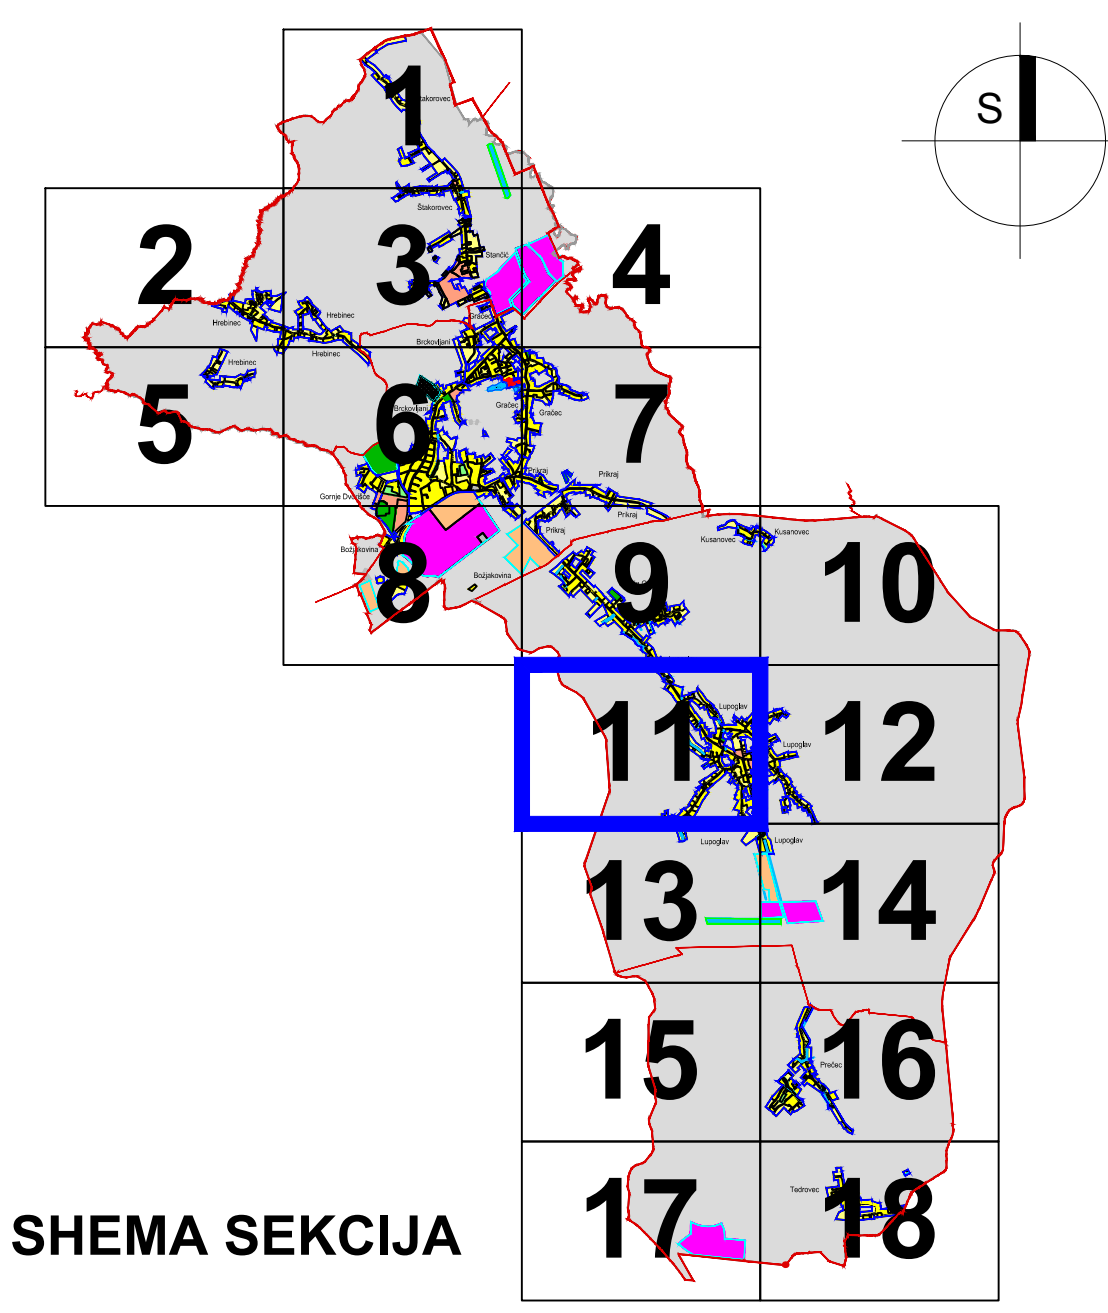 1
Štakorovec
S
2
3
4
Štakorovec
Stančić
Hrebinec
Hrebinec
Gračec
Brckovljani
Hrebinec
Hrebinec
5
6
7
Brckovljani
Gračec
Gračec
Prikraj
Prikraj
Gornje Dvorišče
Prikraj
Prikraj
Kusanovec
Kusanovec
Božjakovina
Božjakovina
8
9
10
11
12
Lupoglav
Lupoglav
Lupoglav
Lupoglav
13
14
15
16
Prečec
17
18
Tedrovec
SHEMA SEKCIJA